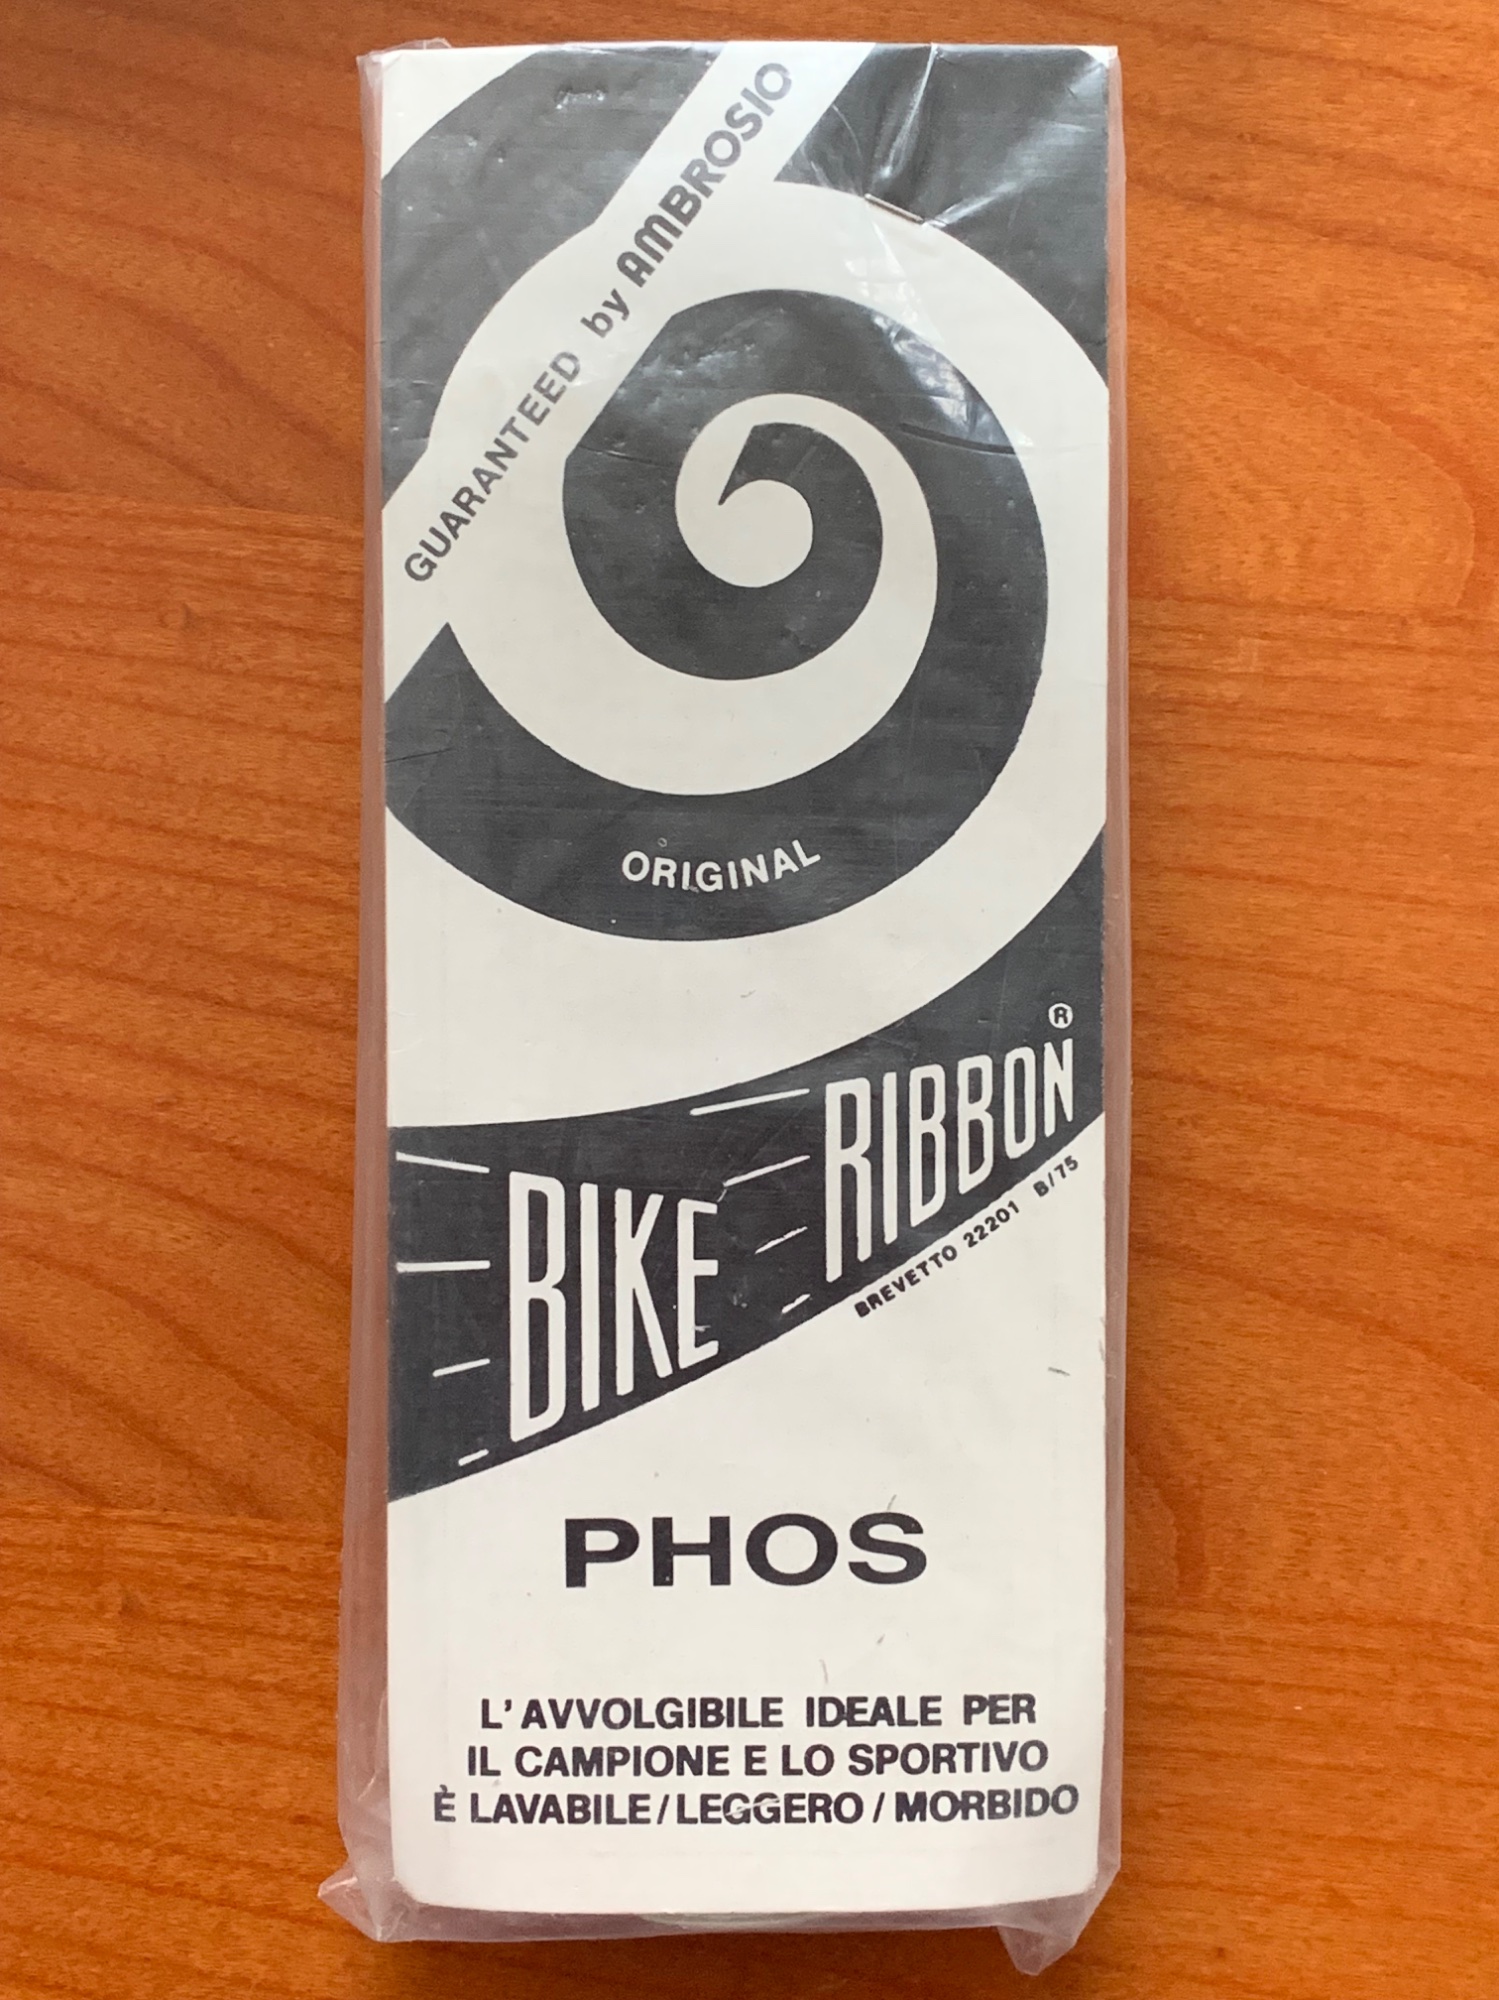 GUARANTEED by AMBROSIO
ORIGINAL
BIKE RIBBON ®
BREVETTO 22201 B/75
PHOS
L'AVVOLGIBILE IDEALE PER
IL CAMPIONE E LO SPORTIVO
È LAVABILE/LEGGERO/MORBIDO